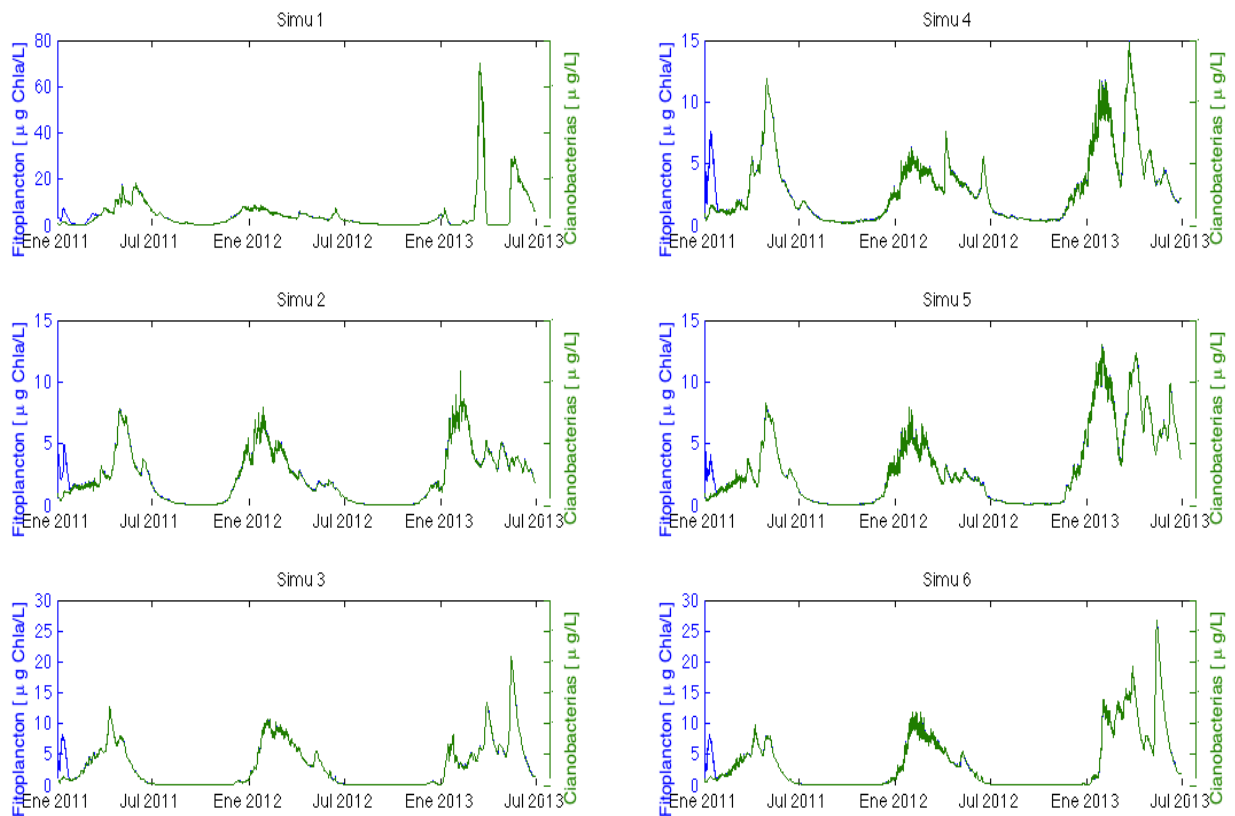 Simu 1
Fitoplancton [ μ g Chla/L]
80
60
40
20
0
Ene 2011 Jul 2011 Ene 2012 Jul 2012 Ene 2013 Jul 2013
Cianobacterias [ μ g/L]
Simu 4
Fitoplancton [ μ g Chla/L]
15
10
5
0
Ene 2011 Jul 2011 Ene 2012 Jul 2012 Ene 2013 Jul 2013
Cianobacterias [ μ g/L]
Simu 2
Fitoplancton [ μ g Chla/L]
15
10
5
0
Ene 2011 Jul 2011 Ene 2012 Jul 2012 Ene 2013 Jul 2013
Cianobacterias [ μ g/L]
Simu 5
Fitoplancton [ μ g Chla/L]
15
10
5
0
Ene 2011 Jul 2011 Ene 2012 Jul 2012 Ene 2013 Jul 2013
Cianobacterias [ μ g/L]
Simu 3
Fitoplancton [ μ g Chla/L]
30
25
20
15
10
5
0
Ene 2011 Jul 2011 Ene 2012 Jul 2012 Ene 2013 Jul 2013
Cianobacterias [ μ g/L]
Simu 6
Fitoplancton [ μ g Chla/L]
30
25
20
15
10
5
0
Ene 2011 Jul 2011 Ene 2012 Jul 2012 Ene 2013 Jul 2013
Cianobacterias [ μ g/L]